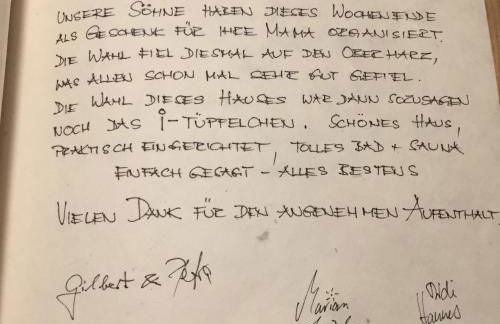 UNSERE SÖHNE HABEN DIESES WOCHENENDE
ALS GESCHENK FÜR IHRE MAMA ORGANISIERT.
DIE WAHL FIEL DIESMAL AUF DEN OBERHARZ,
WAS ALLEN SCHON MAL SEHR GUT GEFIEL.
DIE WAHL DIESES HAUSES WAR DANN SOZUSAGEN
NOCH DAS i-TÜPFELCHEN. SCHÖNES HAUS,
PRAKTISCH EINGERICHTET, TOLLES BAD + SAUNA
EINFACH GESAGT - ALLES BESTENS
VIELEN DANK FÜR DEN ANGENEHMEN AUFENTHALT.
Gilbert &
Marian
Didi
Hannes